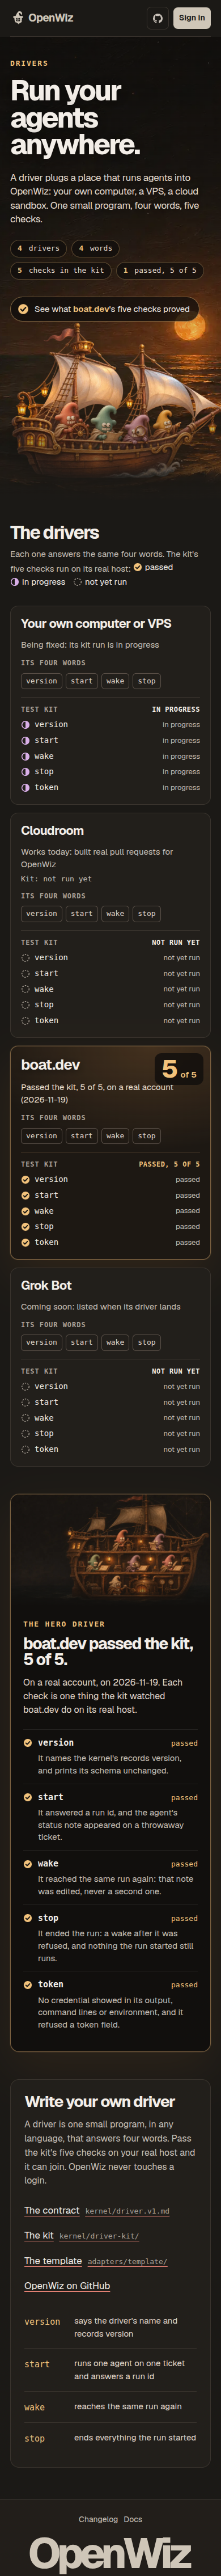 OpenWiz
Sign in
DRIVERS
Run your
agents
anywhere.
A driver plugs a place that runs agents into
OpenWiz: your own computer, a VPS, a cloud
sandbox. One small program, four words, five
checks.
4 drivers
4 words
5 checks in the kit
1 passed, 5 of 5
See what boat.dev's five checks proved
The drivers
Each one answers the same four words. The kit's
five checks run on its real host: passed
in progress not yet run
Your own computer or VPS
Being fixed: its kit run is in progress
ITS FOUR WORDS
version start wake stop
TEST KIT IN PROGRESS
version in progress
start in progress
wake in progress
stop in progress
token in progress
Cloudroom
Works today: built real pull requests for
OpenWiz
Kit: not run yet
ITS FOUR WORDS
version start wake stop
TEST KIT NOT RUN YET
version not yet run
start not yet run
wake not yet run
stop not yet run
token not yet run
boat.dev
5 of 5
Passed the kit, 5 of 5, on a real account
(2026-11-19)
ITS FOUR WORDS
version start wake stop
TEST KIT PASSED, 5 OF 5
version passed
start passed
wake passed
stop passed
token passed
Grok Bot
Coming soon: listed when its driver lands
ITS FOUR WORDS
version start wake stop
TEST KIT NOT RUN YET
version not yet run
start not yet run
wake not yet run
stop not yet run
token not yet run
THE HERO DRIVER
boat.dev passed the kit,
5 of 5.
On a real account, on 2026-11-19. Each
check is one thing the kit watched
boat.dev do on its real host.
version passed
It names the kernel's records version,
and prints its schema unchanged.
start passed
It answered a run id, and the agent's
status note appeared on a throwaway
ticket.
wake passed
It reached the same run again: that note
was edited, never a second one.
stop passed
It ended the run: a wake after it was
refused, and nothing the run started still
runs.
token passed
No credential showed in its output,
command lines or environment, and it
refused a token field.
Write your own driver
A driver is one small program, in any
language, that answers four words. Pass
the kit's five checks on your real host and
it can join. OpenWiz never touches a
login.
The contract kernel/driver.v1.md
The kit kernel/driver-kit/
The template adapters/template/
OpenWiz on GitHub
version says the driver's name and
records version
start runs one agent on one ticket
and answers a run id
wake reaches the same run again
stop ends everything the run started
Changelog Docs
OpenWiz